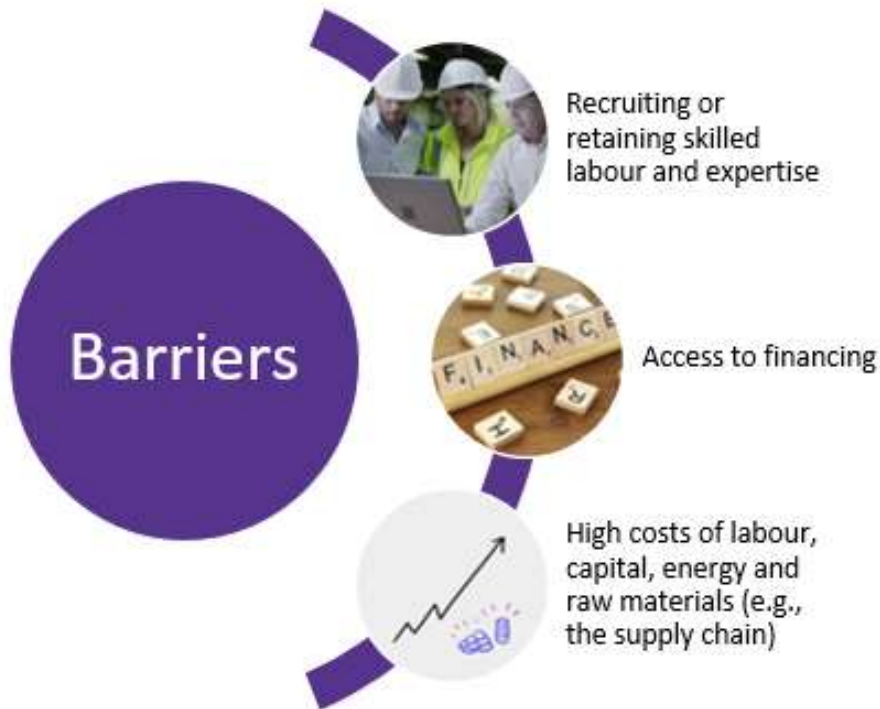 Barriers
Recruiting or
retaining skilled
labour and expertise
FINANCE
R
H
Access to financing
High costs of labour,
capital, energy and
raw materials (e.g.,
the supply chain)